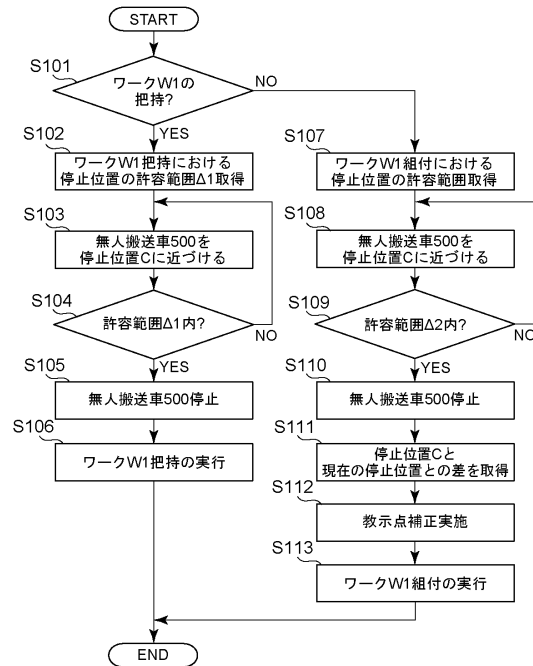 START
S101
ワークW1の
把持?
NO
YES
S102
ワークW1把持における
停止位置の許容範囲Δ1取得
S103
無人搬送車500を
停止位置Cに近づける
S104
許容範囲Δ1内?
NO
YES
S105
無人搬送車500停止
S106
ワークW1把持の実行
S107
ワークW1組付における
停止位置の許容範囲取得
S108
無人搬送車500を
停止位置Cに近づける
S109
許容範囲Δ2内?
NO
YES
S110
無人搬送車500停止
S111
停止位置Cと
現在の停止位置との差を取得
S112
教示点補正実施
S113
ワークW1組付の実行
END